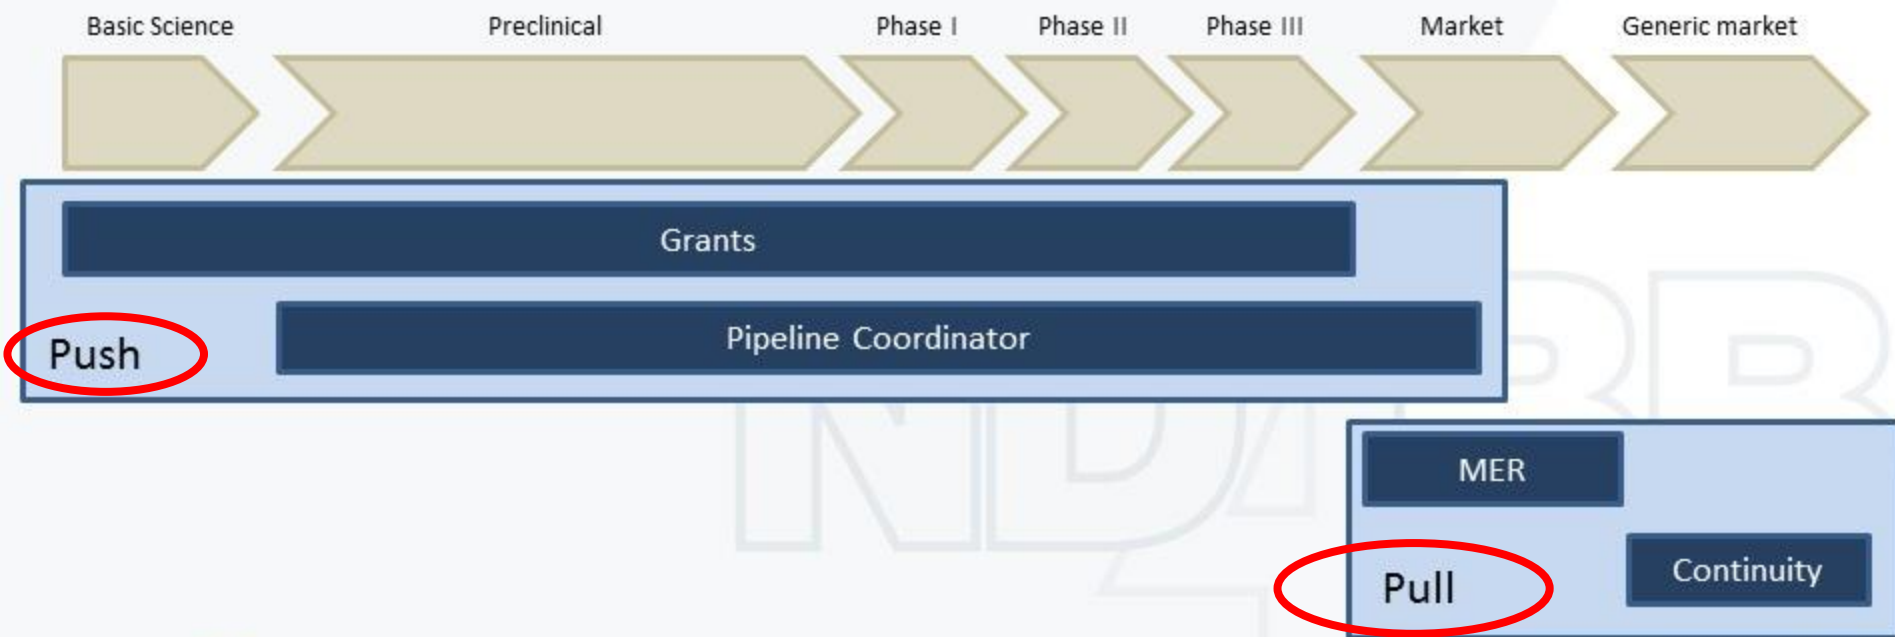 Basic Science Preclinical Phase I Phase II Phase III Market Generic market
Grants
Pipeline Coordinator
Push
MER
Continuity
Pull